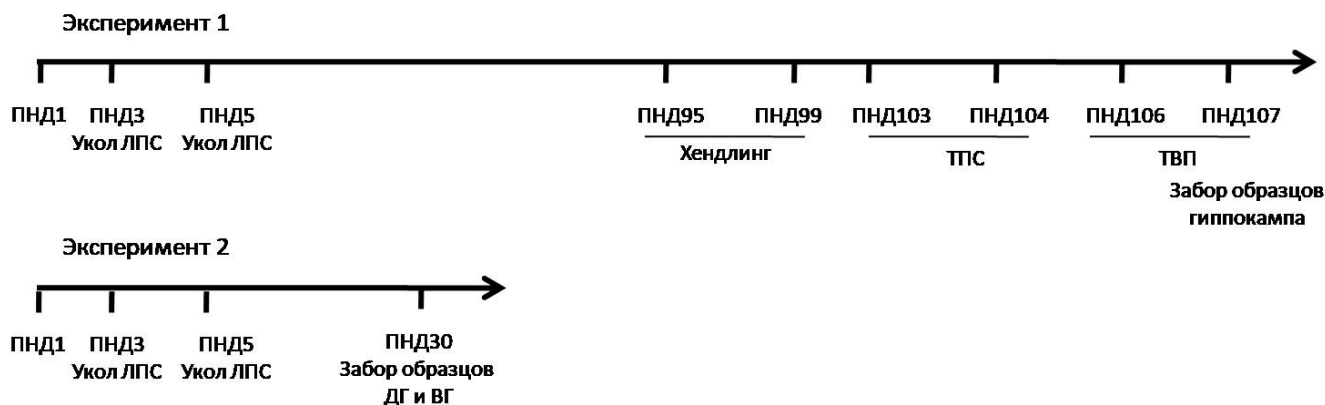 Эксперимент 1
ПНД1 ПНД3 ПНД5 ПНД95 ПНД99 ПНД103 ПНД104 ПНД106 ПНД107
Укол ЛПС Укол ЛПС Хендлинг ТПС ТВП
Забор образцов
гиппокампа
Эксперимент 2
ПНД1 ПНД3 ПНД5 ПНД30
Укол ЛПС Укол ЛПС Забор образцов
ДГ и ВГ